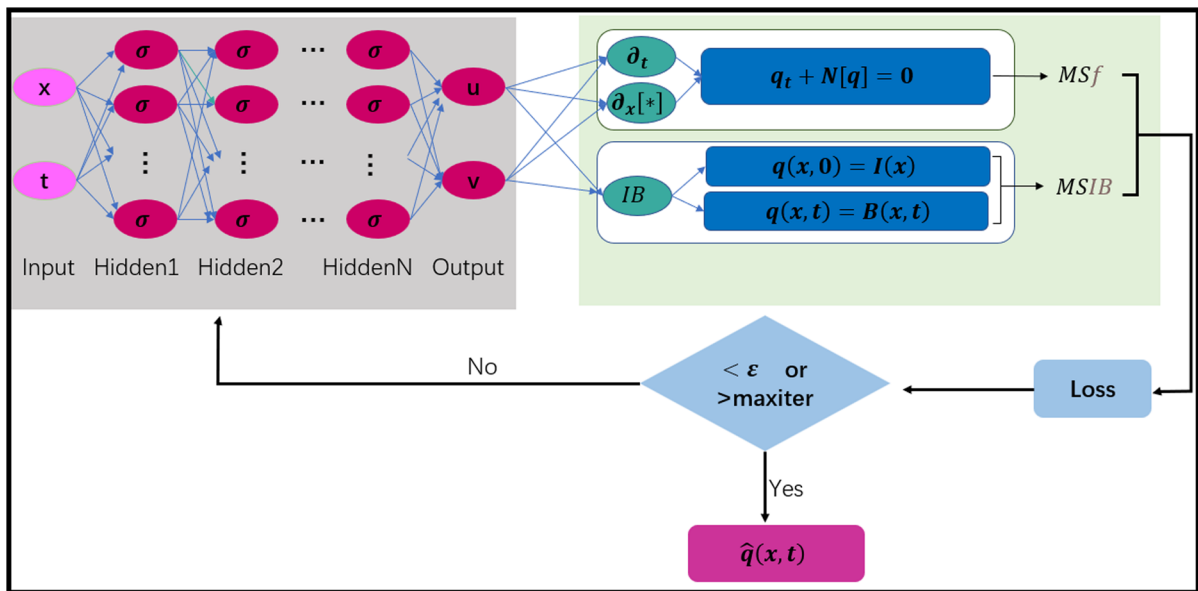 x
t
σ
σ
⋮
σ
σ
σ
⋮
σ
⋯
⋯
⋯
⋯
σ
σ
⋮
σ
u
v
Input
Hidden1
Hidden2
HiddenN
Output
∂ₜ
∂ₓ[*]
qₜ + N[q] = 0
MSf
IB
q(x, 0) = I(x)
q(x, t) = B(x, t)
MSIB
Loss
< ε or
>maxiter
No
Yes
q̂(x, t)